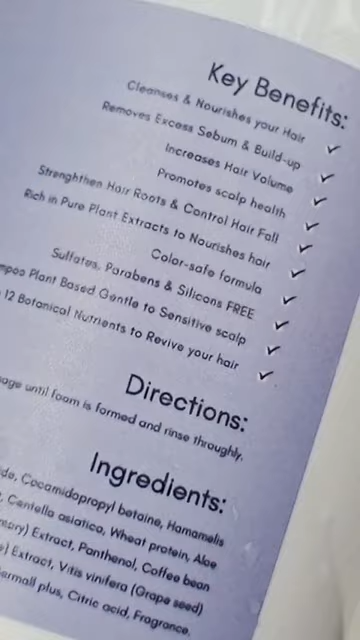 Key Benefits:
Cleanses & Nourishes your Hair ✓
Removes Excess Sebum & Build-up ✓
Increases Hair Volume ✓
Promotes scalp health ✓
Strenghten Hair Roots & Control Hair Fall ✓
Rich in Pure Plant Extracts to Nourishes hair ✓
Color-safe formula ✓
Sulfates, Parabens & Silicons FREE ✓
Plant Based Gentle to Sensitive scalp ✓
12 Botanical Nutrients to Revive your hair ✓
Directions:
until foam is formed and rinse throughly.
Ingredients:
Cocamidopropyl betaine, Hamamelis
Centella asiatica, Wheat protein, Aloe
Extract, Panthenol, Coffee bean
Extract, Vitis vinifera (Grape seed)
plus, Citric acid, Fragrance.